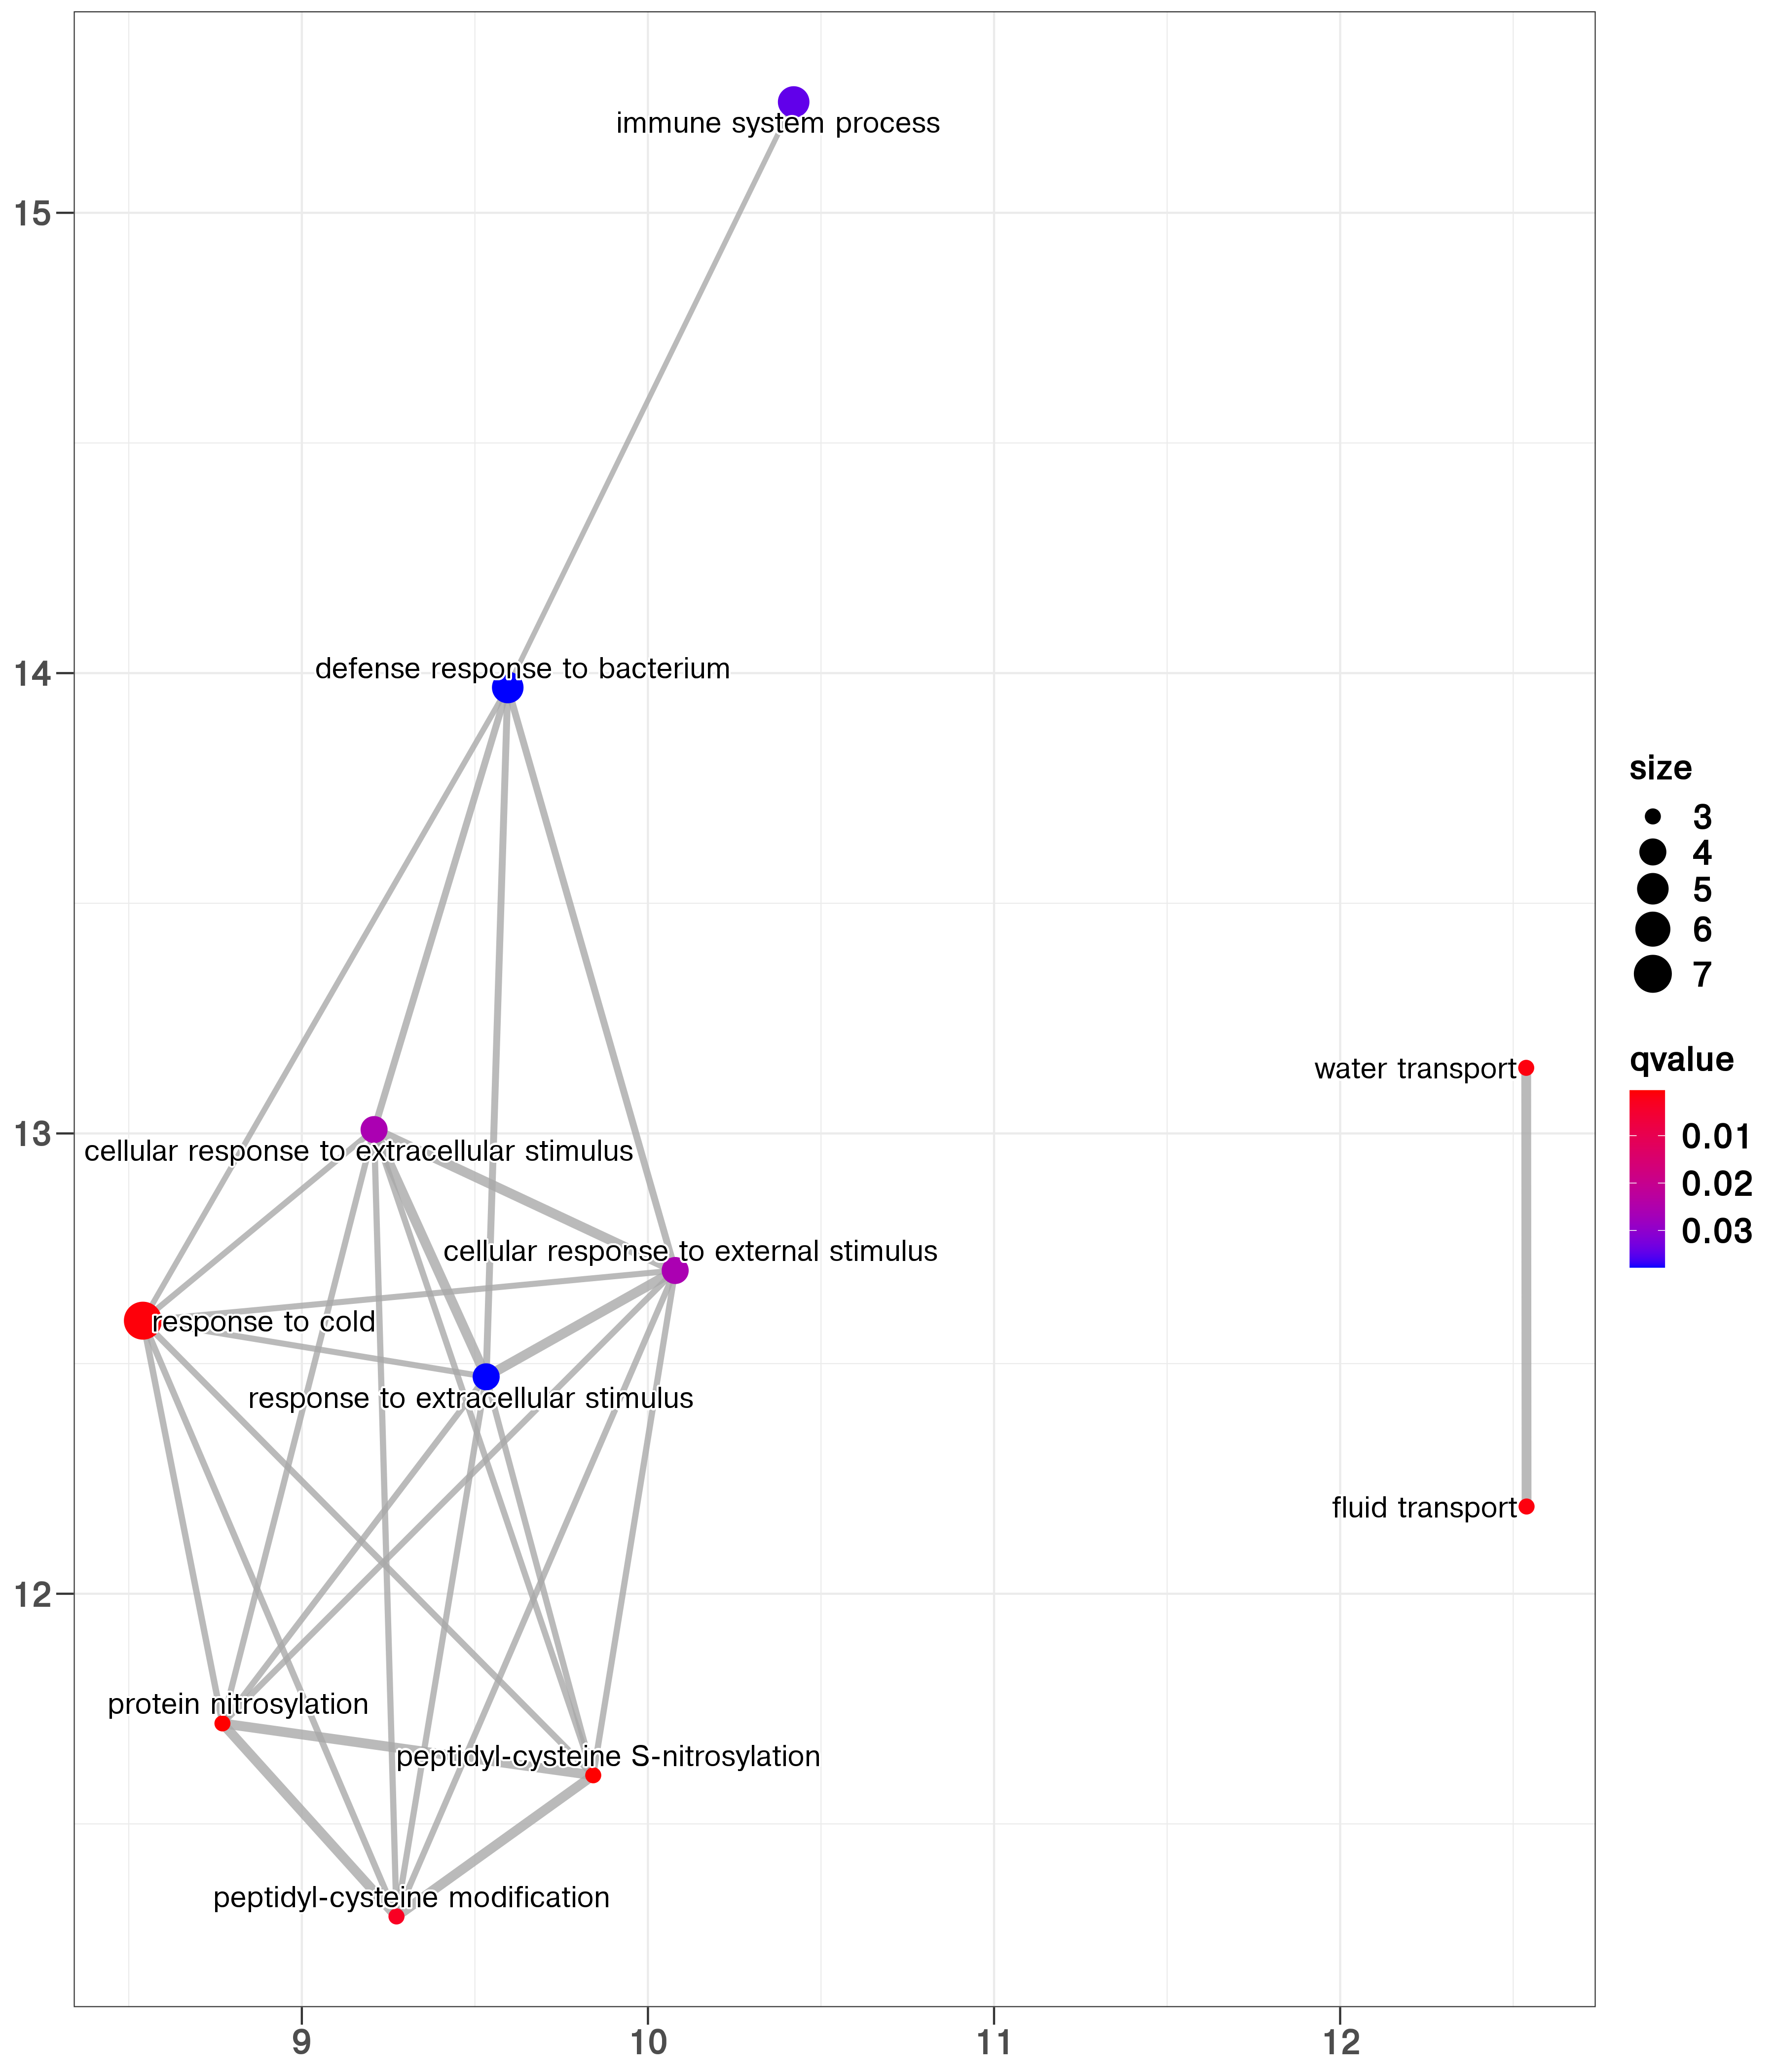 immune system process
15
defense response to bacterium
14
size
3
4
5
6
7
qvalue
0.01
0.02
0.03
water transport
13
cellular response to extracellular stimulus
cellular response to external stimulus
response to cold
response to extracellular stimulus
fluid transport
12
protein nitrosylation
peptidyl-cysteine S-nitrosylation
peptidyl-cysteine modification
9
10
11
12